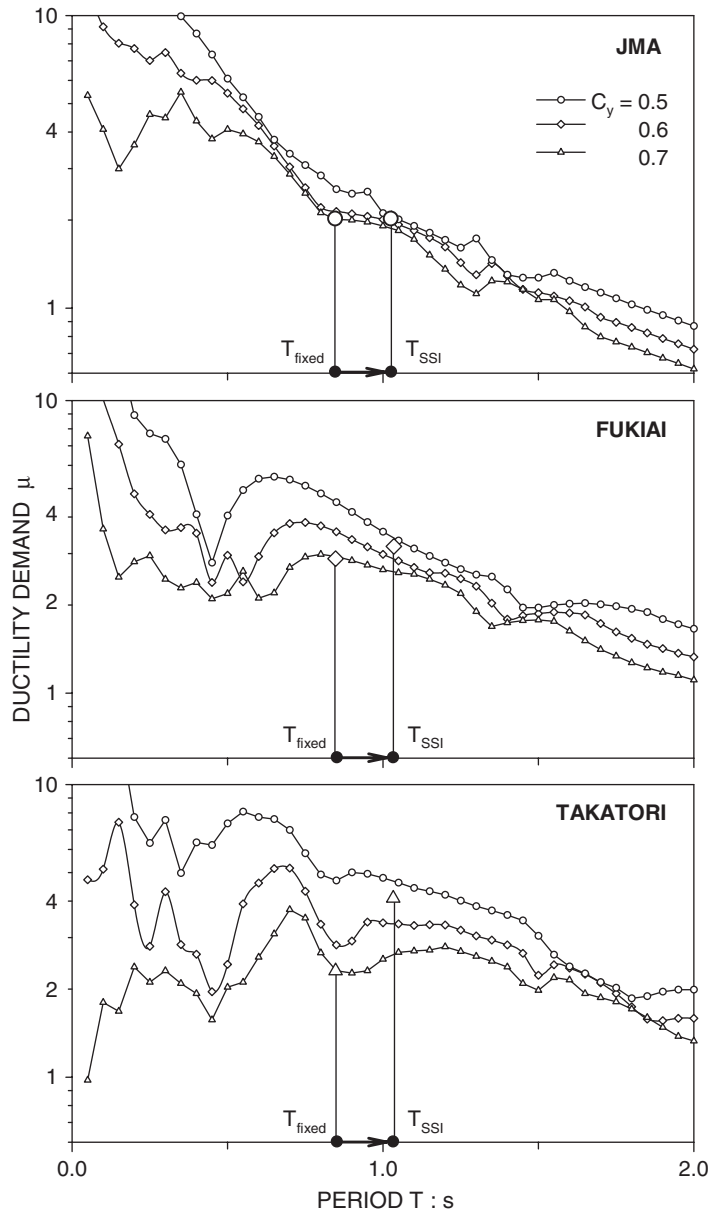 10
4
2
1
JMA
C_y = 0.5
0.6
0.7
T_fixed
T_SSI
10
4
2
1
FUKIAI
T_fixed
T_SSI
DUCTILITY DEMAND μ
10
4
2
1
TAKATORI
T_fixed
T_SSI
0.0
1.0
2.0
PERIOD T : s